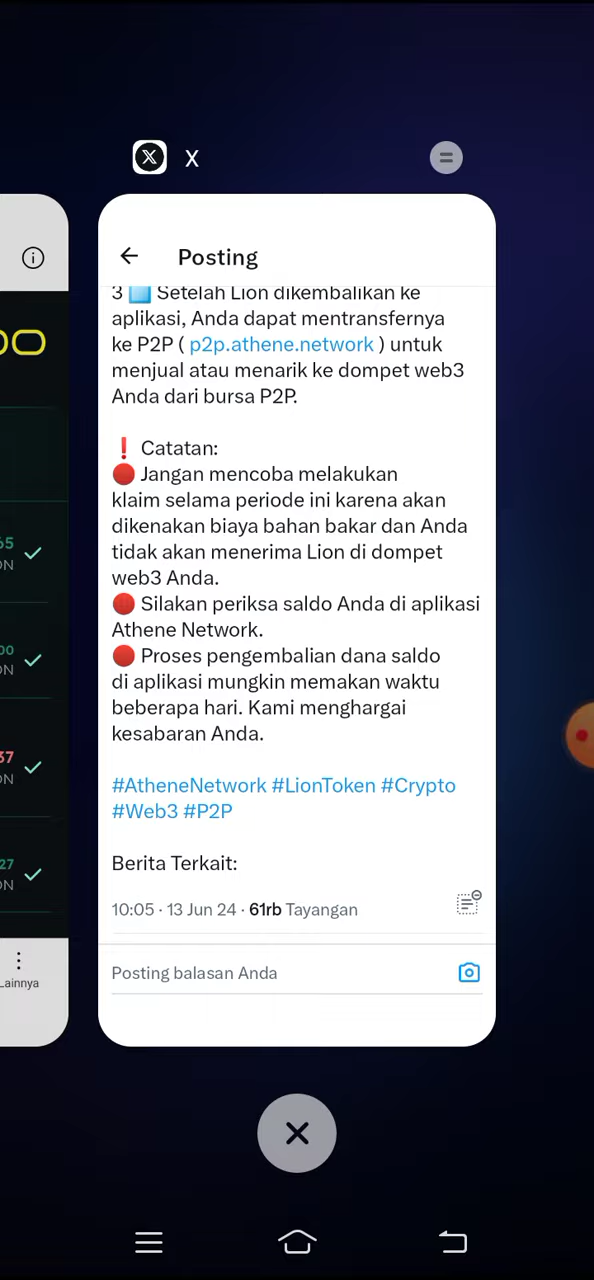 X
Posting
3 Setelah Lion dikembalikan ke
aplikasi, Anda dapat mentransfernya
ke P2P ( p2p.athene.network ) untuk
menjual atau menarik ke dompet web3
Anda dari bursa P2P.
❗ Catatan:
🔴 Jangan mencoba melakukan
klaim selama periode ini karena akan
dikenakan biaya bahan bakar dan Anda
tidak akan menerima Lion di dompet
web3 Anda.
🔴 Silakan periksa saldo Anda di aplikasi
Athene Network.
🔴 Proses pengembalian dana saldo
di aplikasi mungkin memakan waktu
beberapa hari. Kami menghargai
kesabaran Anda.
#AtheneNetwork #LionToken #Crypto
#Web3 #P2P
Berita Terkait:
10:05 · 13 Jun 24 · 61rb Tayangan
Posting balasan Anda
Lainnya